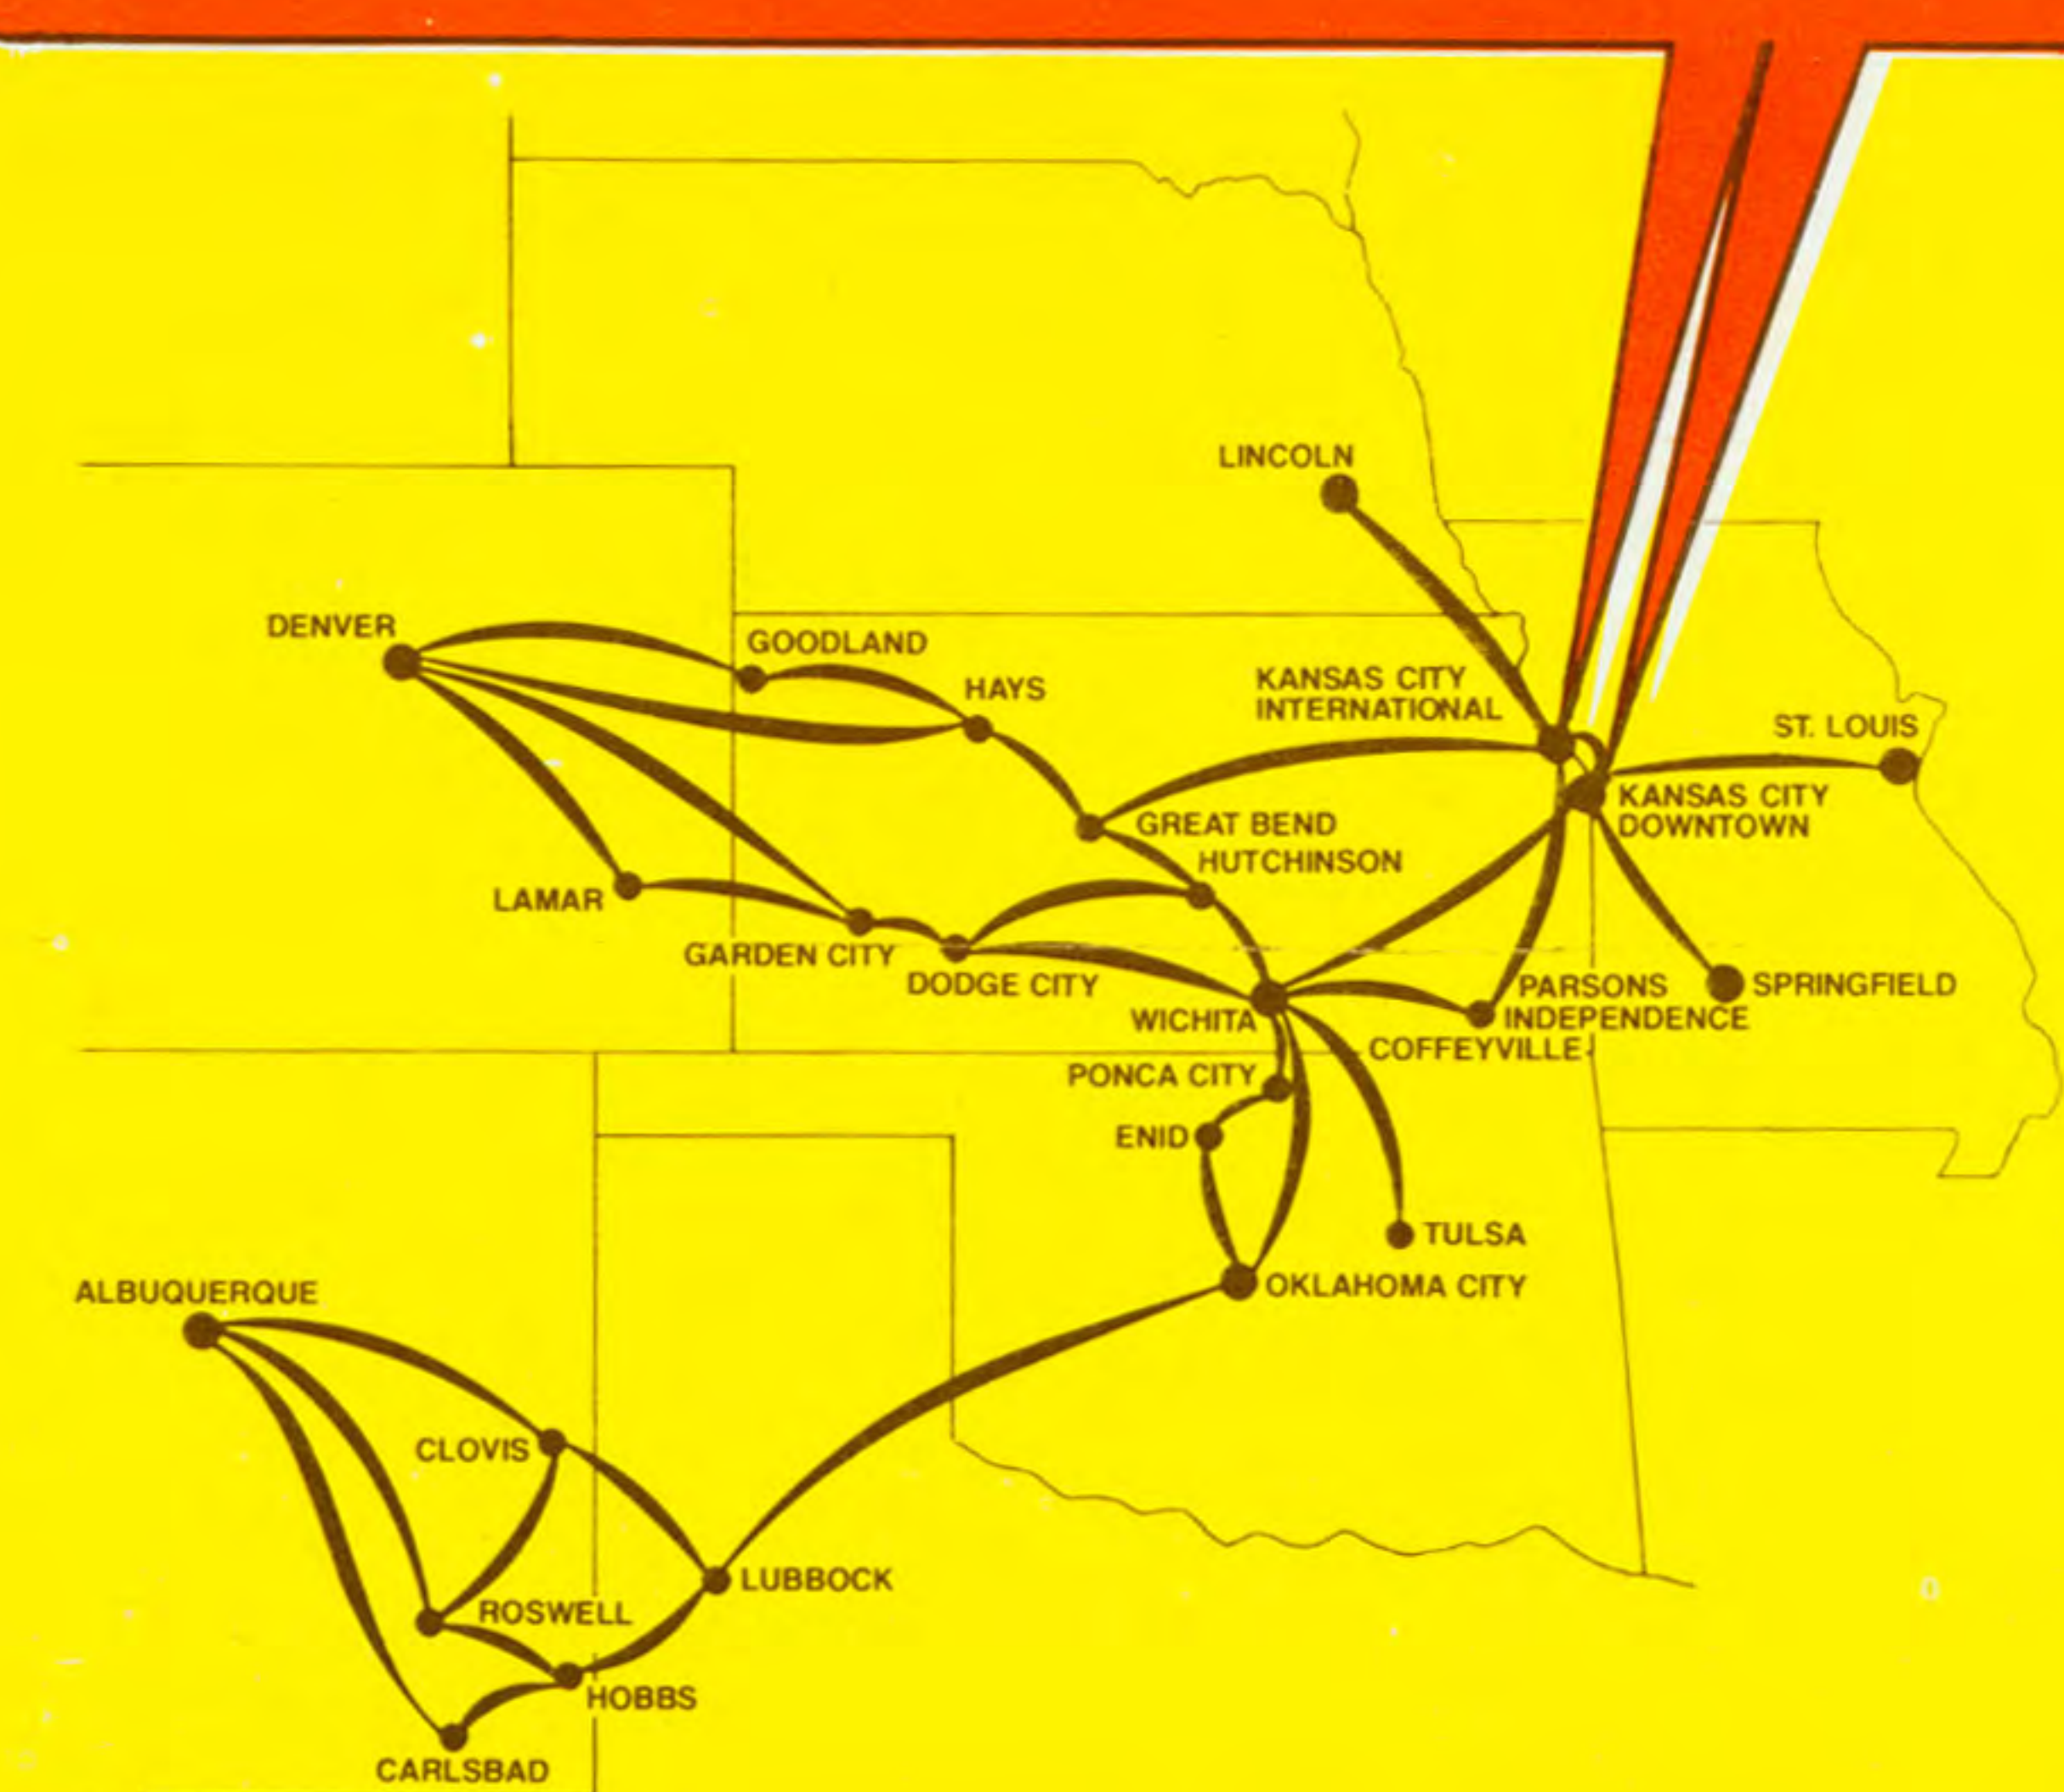 LINCOLN
DENVER
GOODLAND
HAYS
KANSAS CITY
INTERNATIONAL
ST. LOUIS
KANSAS CITY
DOWNTOWN
GREAT BEND
HUTCHINSON
LAMAR
GARDEN CITY
DODGE CITY
WICHITA
PARSONS
INDEPENDENCE
COFFEYVILLE
SPRINGFIELD
PONCA CITY
ENID
TULSA
OKLAHOMA CITY
ALBUQUERQUE
CLOVIS
LUBBOCK
ROSWELL
HOBBS
CARLSBAD